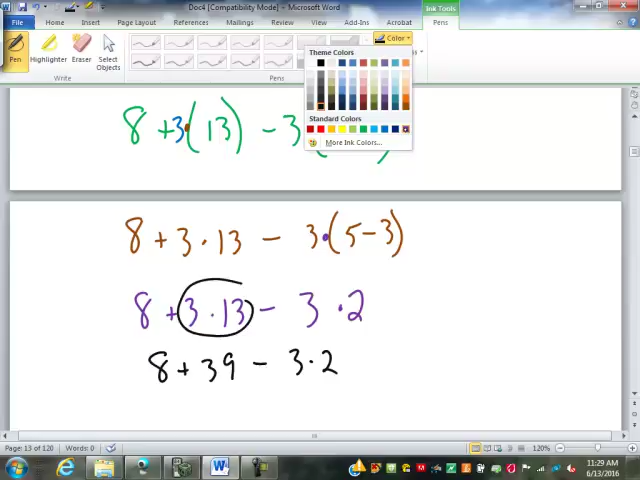 Doc4 [Compatibility Mode] - Microsoft Word
Ink Tools
File Home Insert Page Layout References Mailings Review View Add-Ins Acrobat Pens
Pen Highlighter Eraser Select Objects
Write
Pens
Color
Theme Colors
Standard Colors
More Ink Colors...
8 + 3 · ( 13 ) - 3
8 + 3 · 13 - 3 · ( 5 - 3 )
8 + 3 · 13 - 3 · 2
8 + 39 - 3 · 2
Page: 13 of 120 Words: 0 120%
11:29 AM
6/13/2016